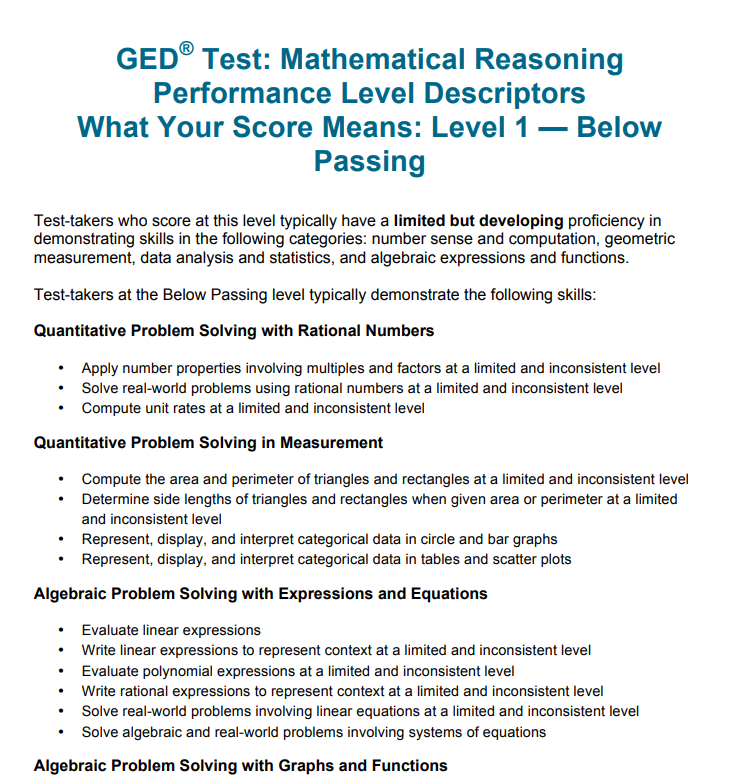 GED® Test: Mathematical Reasoning
Performance Level Descriptors
What Your Score Means: Level 1 — Below
Passing
Test-takers who score at this level typically have a limited but developing proficiency in
demonstrating skills in the following categories: number sense and computation, geometric
measurement, data analysis and statistics, and algebraic expressions and functions.
Test-takers at the Below Passing level typically demonstrate the following skills:
Quantitative Problem Solving with Rational Numbers
• Apply number properties involving multiples and factors at a limited and inconsistent level
• Solve real-world problems using rational numbers at a limited and inconsistent level
• Compute unit rates at a limited and inconsistent level
Quantitative Problem Solving in Measurement
• Compute the area and perimeter of triangles and rectangles at a limited and inconsistent level
• Determine side lengths of triangles and rectangles when given area or perimeter at a limited
and inconsistent level
• Represent, display, and interpret categorical data in circle and bar graphs
• Represent, display, and interpret categorical data in tables and scatter plots
Algebraic Problem Solving with Expressions and Equations
• Evaluate linear expressions
• Write linear expressions to represent context at a limited and inconsistent level
• Evaluate polynomial expressions at a limited and inconsistent level
• Write rational expressions to represent context at a limited and inconsistent level
• Solve real-world problems involving linear equations at a limited and inconsistent level
• Solve algebraic and real-world problems involving systems of equations
Algebraic Problem Solving with Graphs and Functions